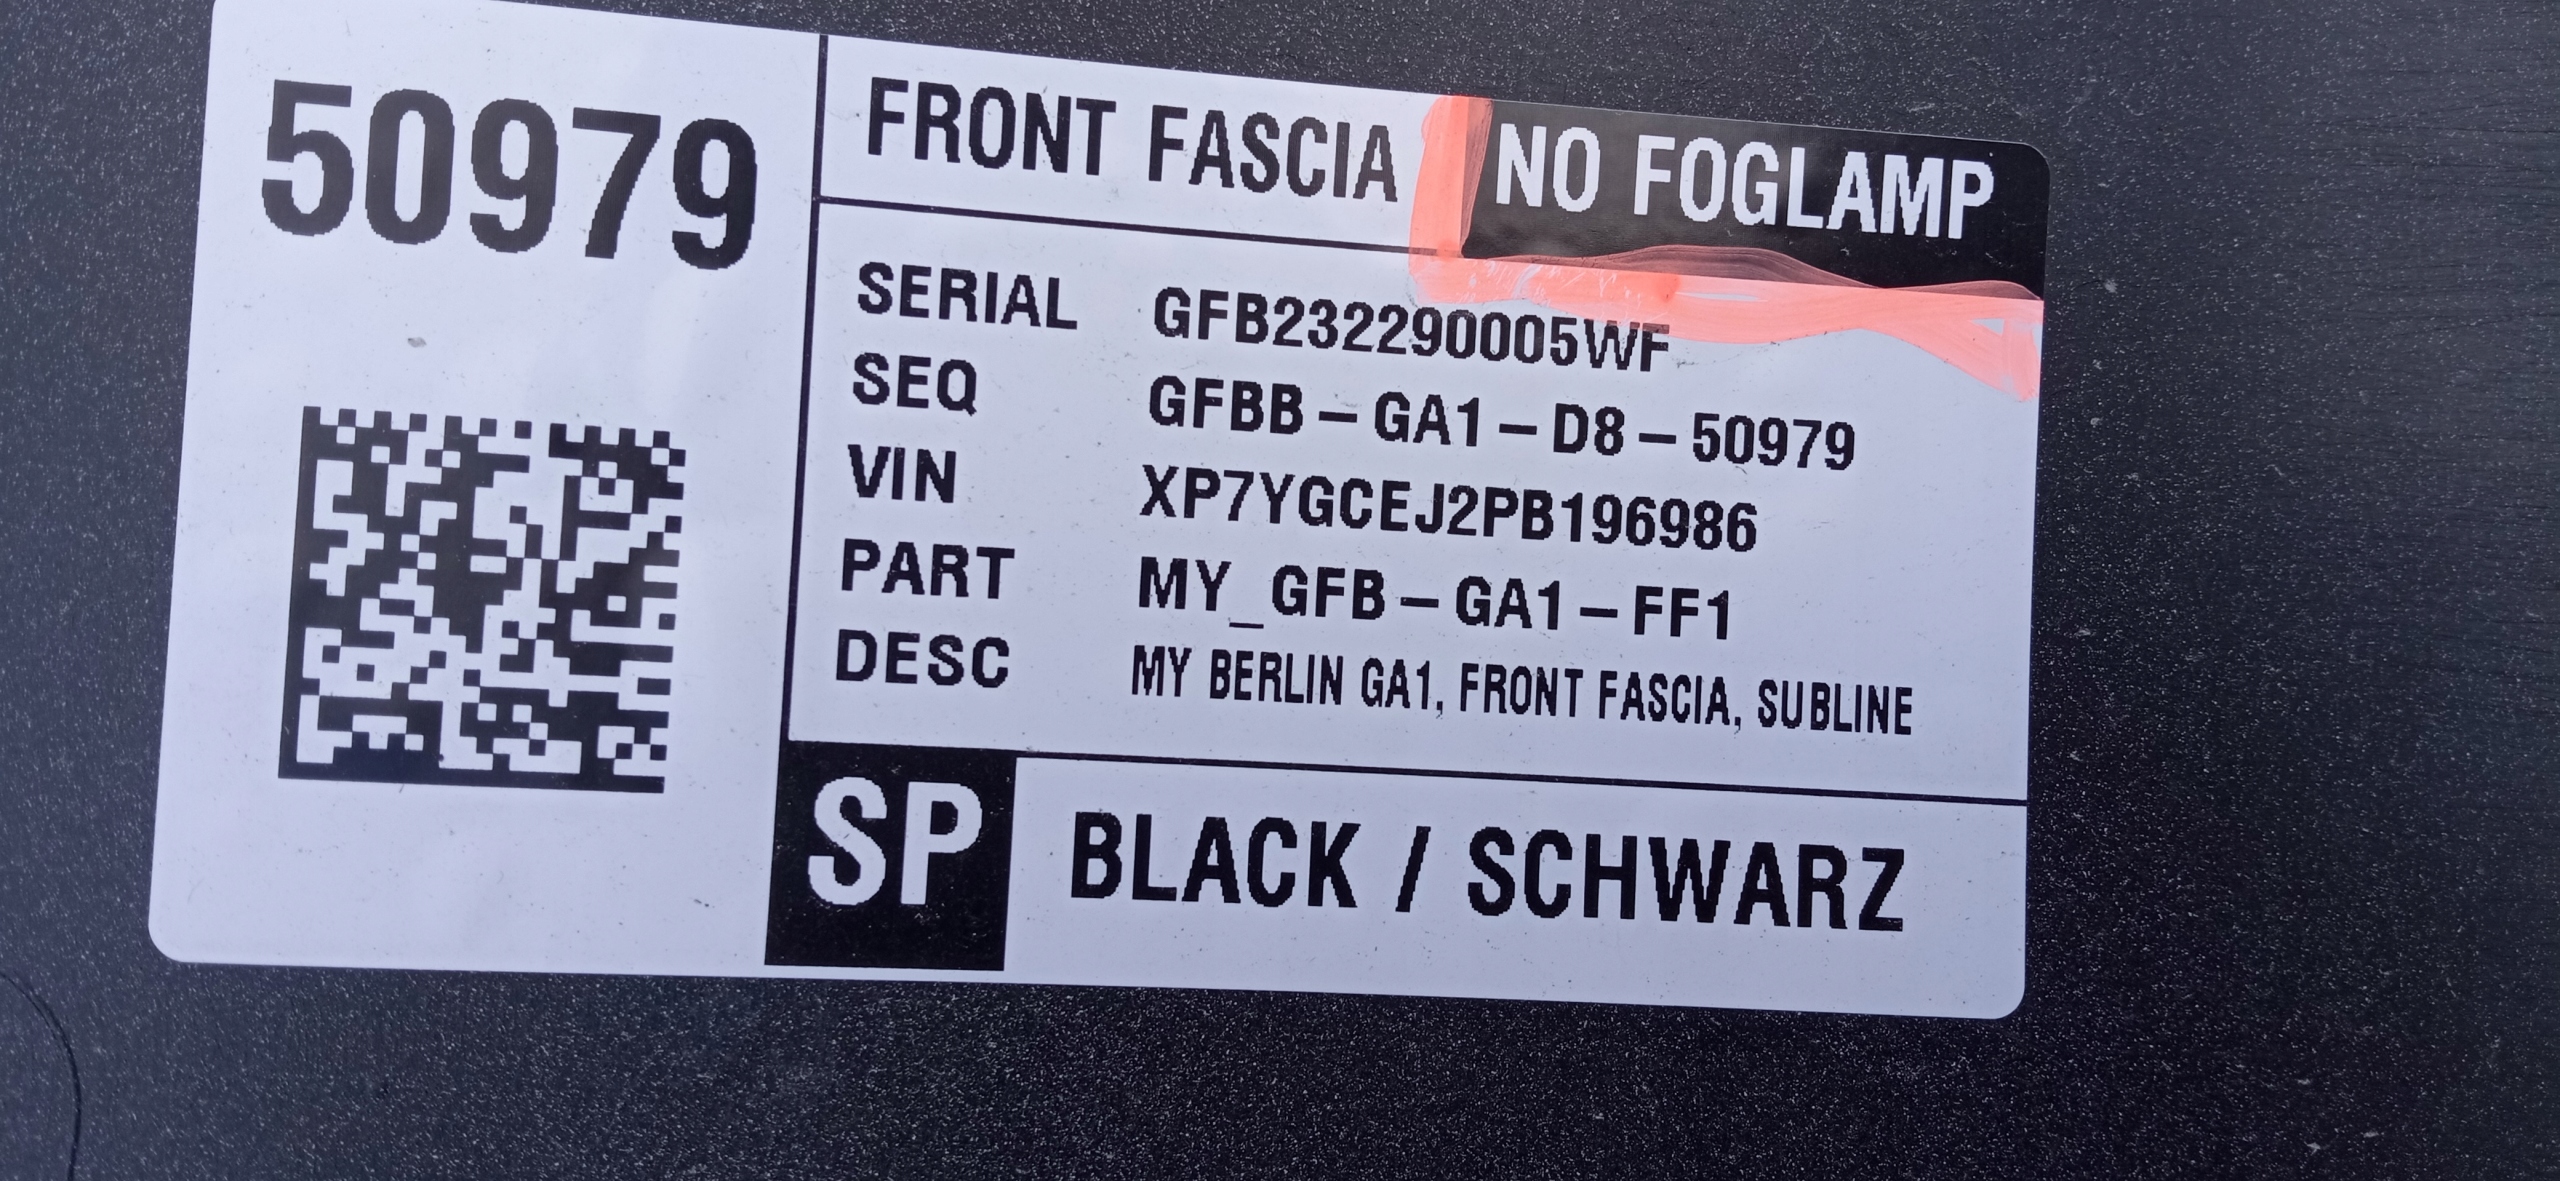 50979
FRONT FASCIA NO FOGLAMP
SERIAL GFB232290005WF
SEQ GFBB – GA1 – D8 – 50979
VIN XP7YGCEJ2PB196986
PART MY_GFB – GA1 – FF1
DESC MY BERLIN GA1, FRONT FASCIA, SUBLINE
SP BLACK / SCHWARZ